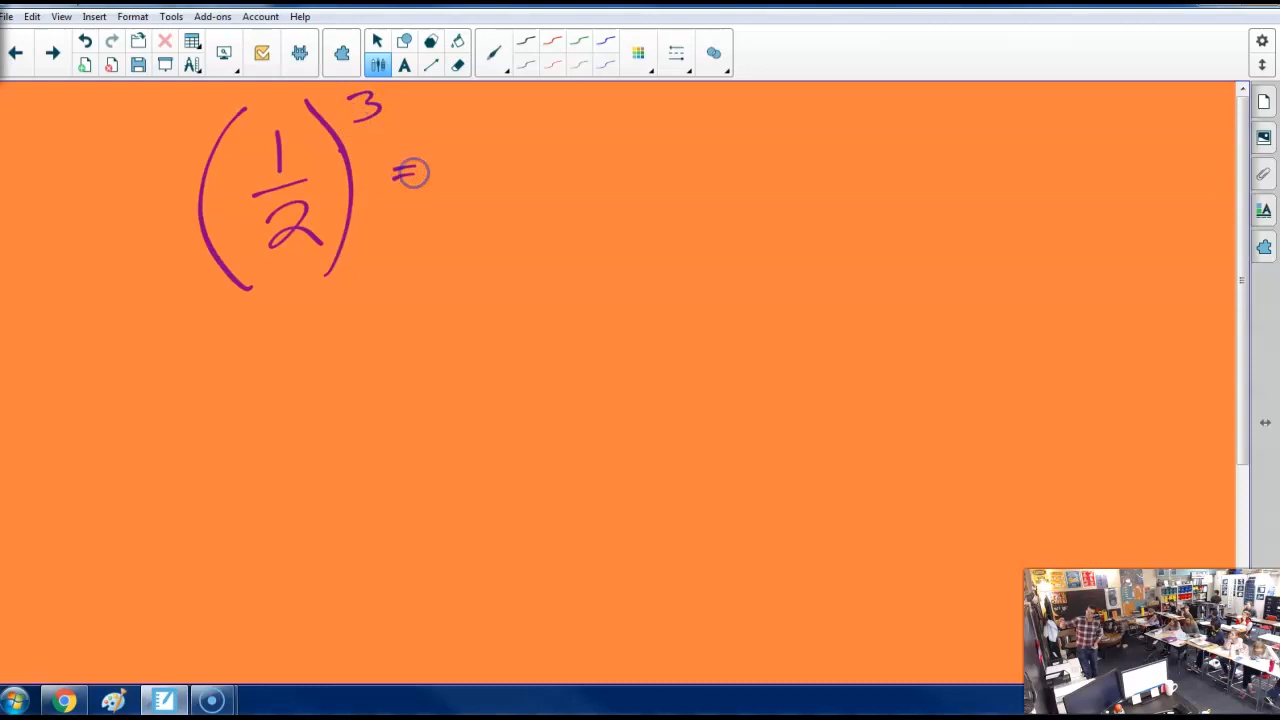 File Edit View Insert Format Tools Add-ons Account Help
(1/2)³ =